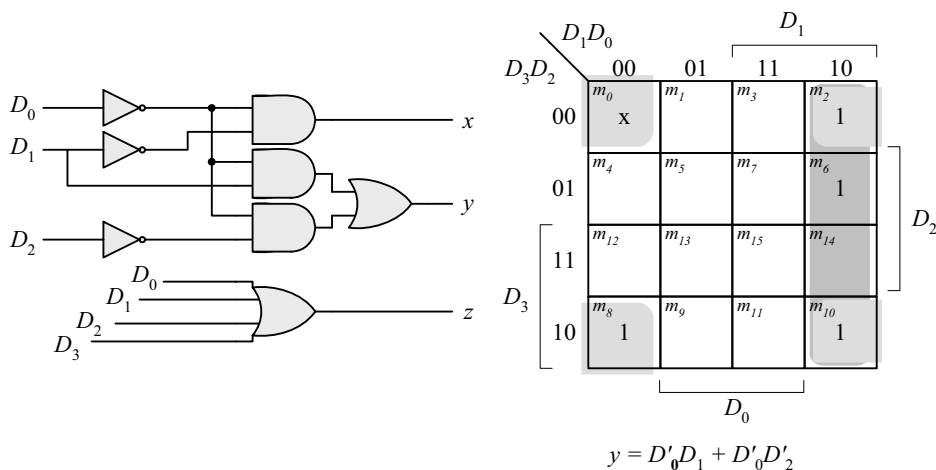 D₀
D₁
D₂
x
y
D₀
D₁
D₂
D₃
z
D₁D₀
D₁
D₃D₂
00 01 11 10
00 m₀ x m₁ m₃ m₂ 1
01 m₄ m₅ m₇ m₆ 1
11 m₁₂ m₁₃ m₁₅ m₁₄
10 m₈ 1 m₉ m₁₁ m₁₀ 1
D₂
D₃
D₀
y = D′₀D₁ + D′₀D′₂